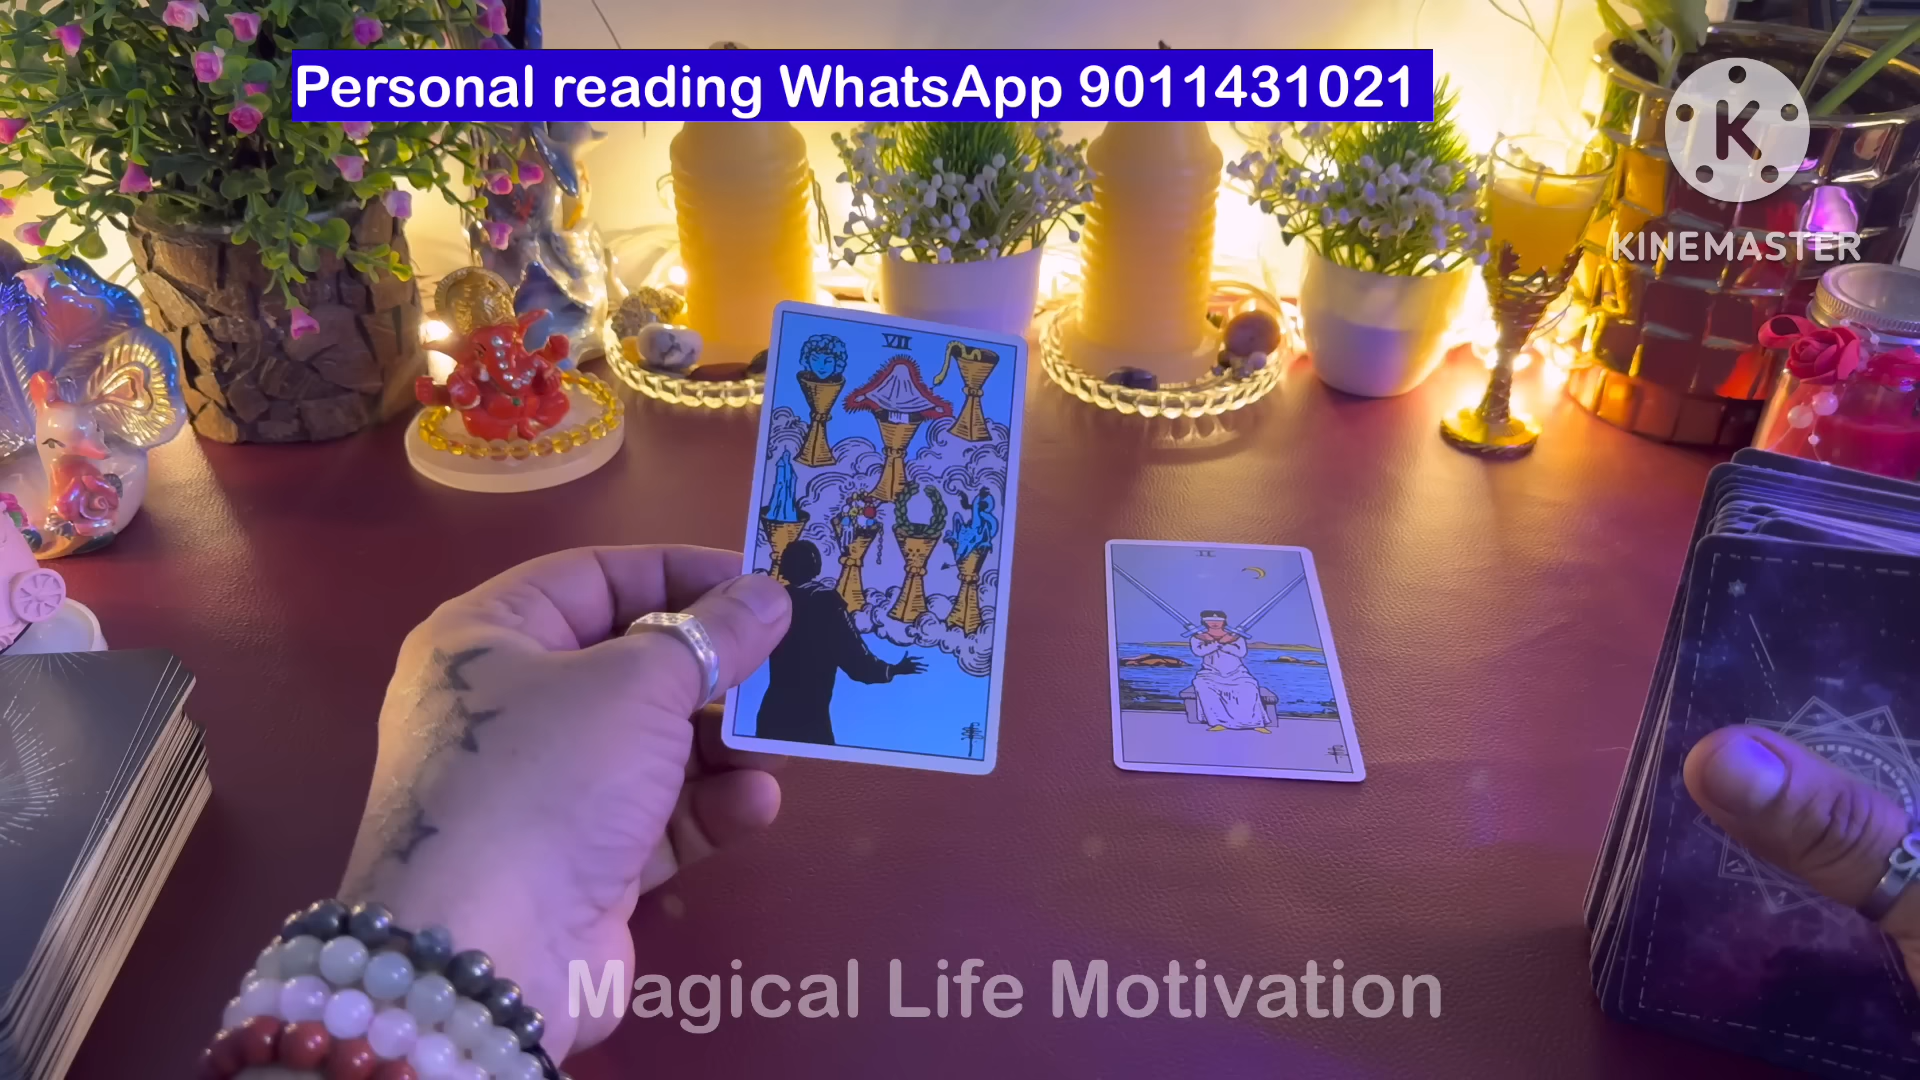 Personal reading WhatsApp 9011431021
K
KINEMASTER
VII
II
Magical Life Motivation